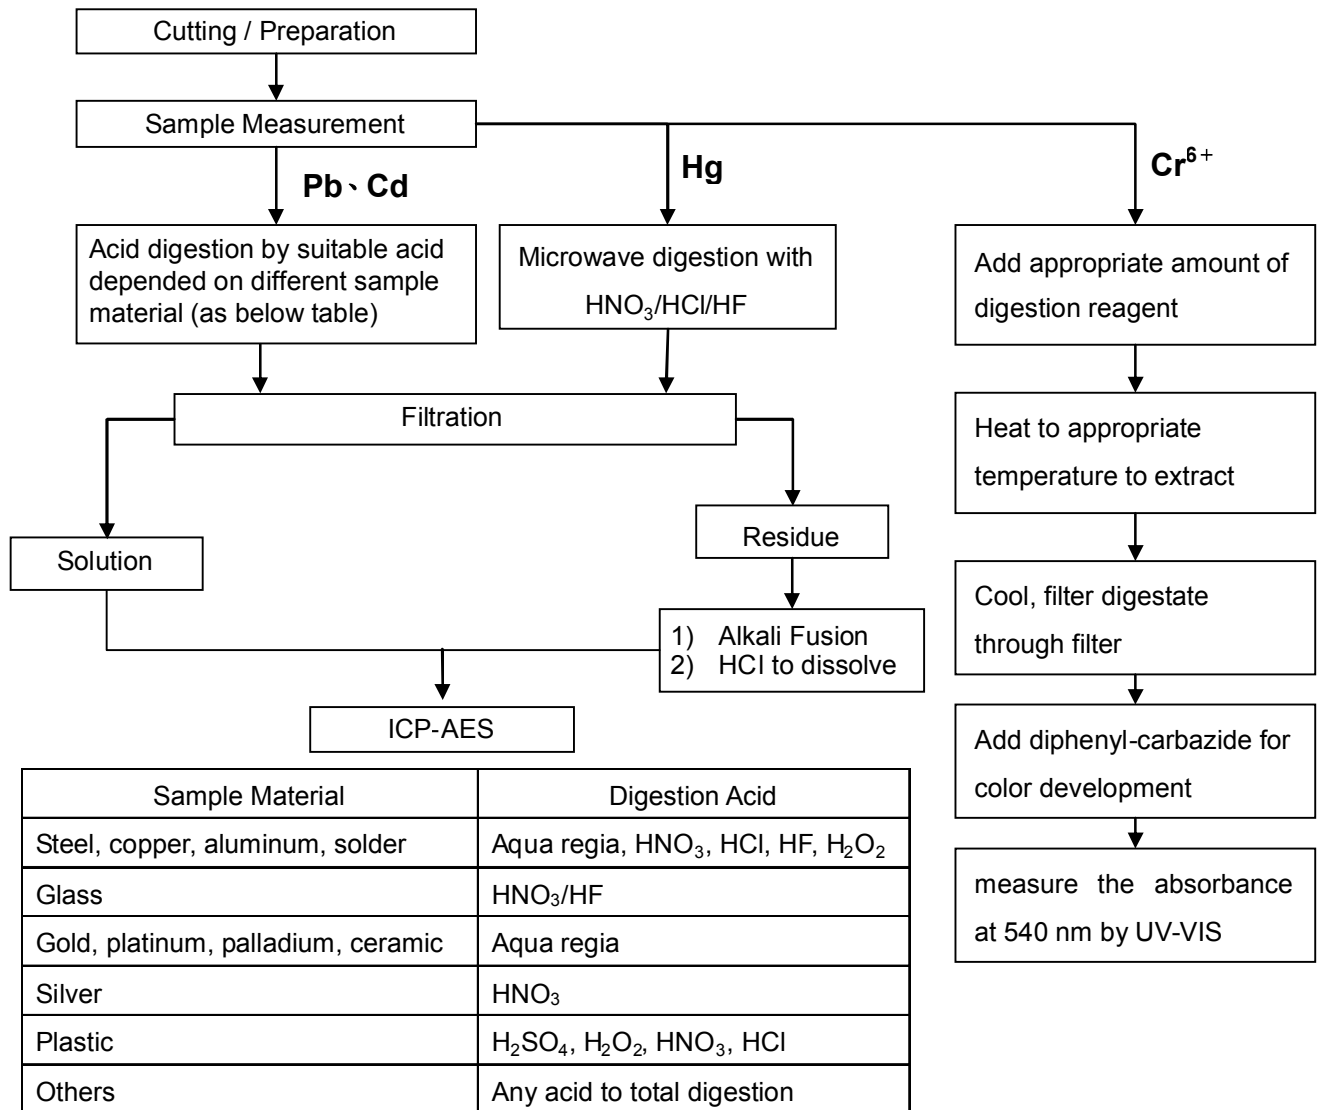 Cutting / Preparation
Sample Measurement
Pb、Cd
Hg
Cr⁶⁺
Acid digestion by suitable acid
depended on different sample
material (as below table)
Microwave digestion with
HNO₃/HCl/HF
Add appropriate amount of
digestion reagent
Filtration
Heat to appropriate
temperature to extract
Solution
Residue
1) Alkali Fusion
2) HCl to dissolve
Cool, filter digestate
through filter
ICP-AES
Add diphenyl-carbazide for
color development
measure the absorbance
at 540 nm by UV-VIS
Sample Material Digestion Acid
Steel, copper, aluminum, solder Aqua regia, HNO₃, HCl, HF, H₂O₂
Glass HNO₃/HF
Gold, platinum, palladium, ceramic Aqua regia
Silver HNO₃
Plastic H₂SO₄, H₂O₂, HNO₃, HCl
Others Any acid to total digestion